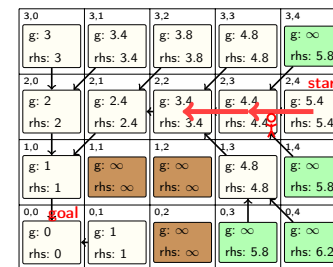 3,0 3,1 3,2 3,3 3,4
g: 3 g: 3.4 g: 3.8 g: 4.8 g: ∞
rhs: 3 rhs: 3.4 rhs: 3.8 rhs: 4.8 rhs: 5.8
2,0 2,1 2,2 2,3 2,4 star
g: 2 g: 2.4 g: 3.4 g: 4.4 g: 5.4
rhs: 2 rhs: 2.4 rhs: 3.4 rhs: 4.4 rhs: 5.4
1,0 1,1 1,2 1,3 1,4
g: 1 g: ∞ g: ∞ g: 4.8 g: ∞
rhs: 1 rhs: ∞ rhs: ∞ rhs: 4.8 rhs: 5.8
0,0 goal 0,1 0,2 0,3 0,4
g: 0 g: 1 g: ∞ g: ∞ g: ∞
rhs: 0 rhs: 1 rhs: ∞ rhs: 5.8 rhs: 6.2